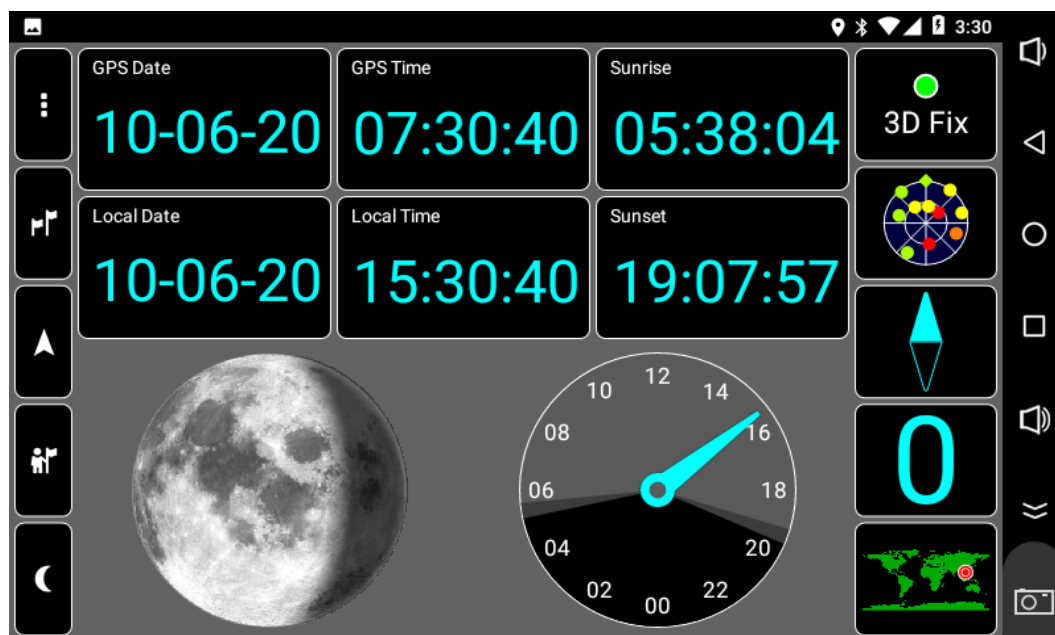 3:30
GPS Date
10-06-20
GPS Time
07:30:40
Sunrise
05:38:04
3D Fix
Local Date
10-06-20
Local Time
15:30:40
Sunset
19:07:57
0
12
10
14
08
16
06
18
04
20
02
22
00